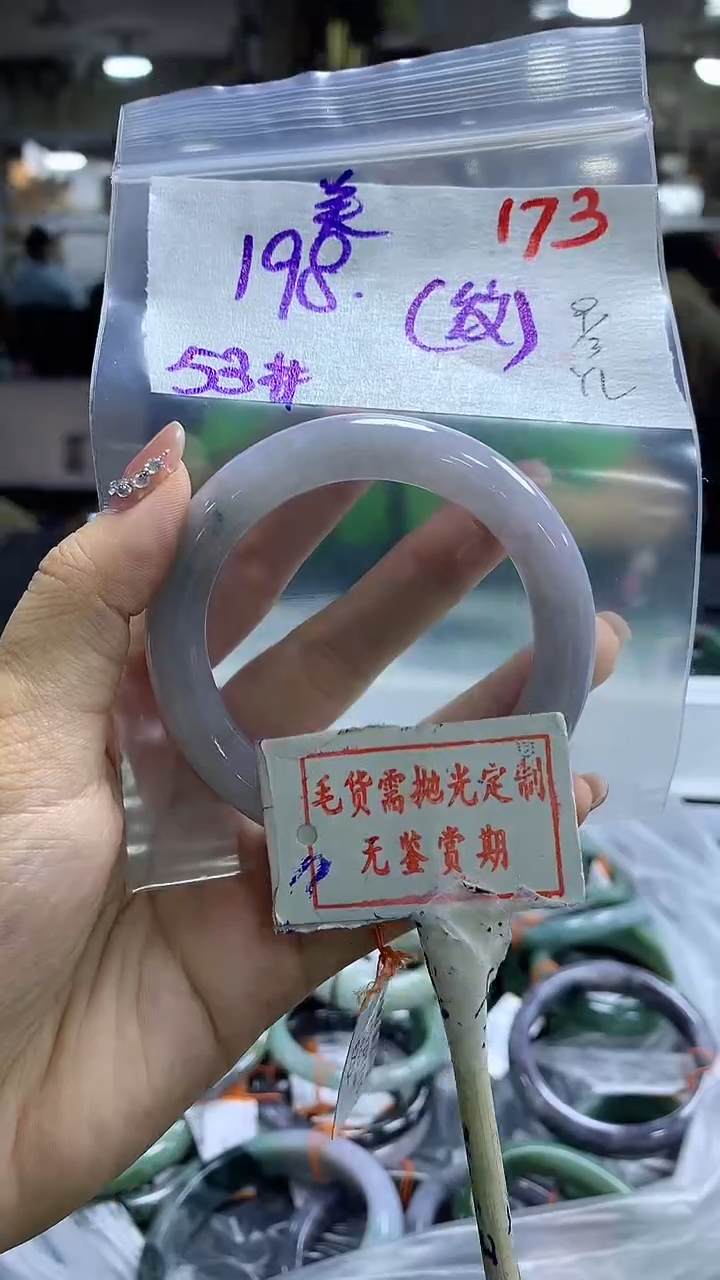 美
198.
173
(纹)
53#
毛货需抛光定制
无鉴赏期